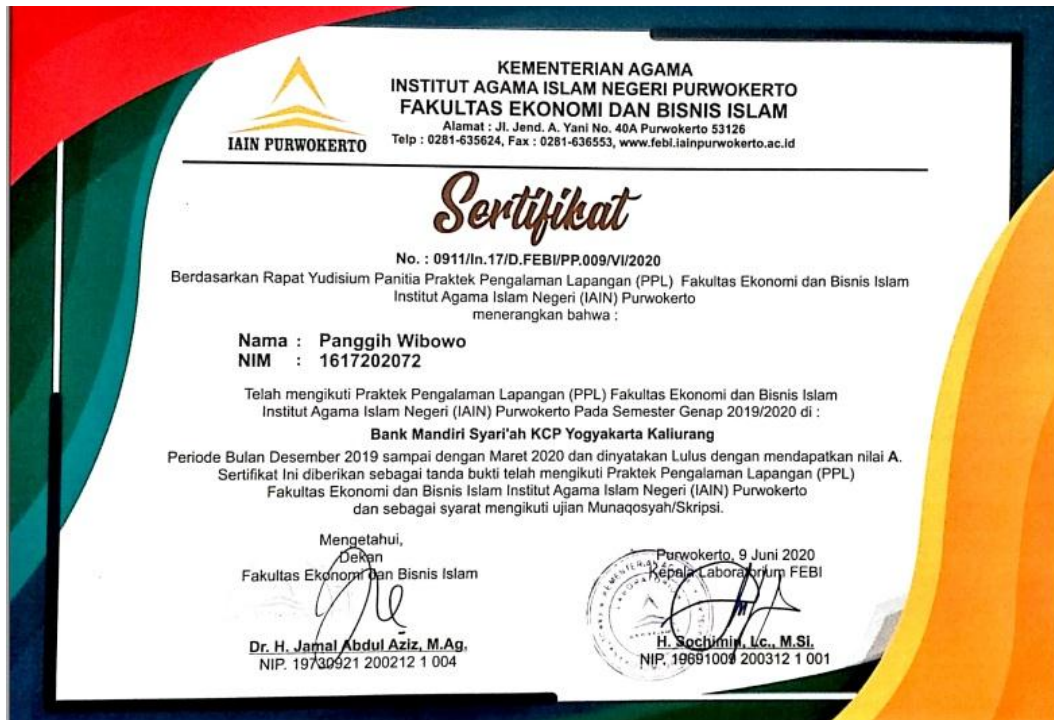 KEMENTERIAN AGAMA
INSTITUT AGAMA ISLAM NEGERI PURWOKERTO
FAKULTAS EKONOMI DAN BISNIS ISLAM
Alamat : Jl. Jend. A. Yani No. 40A Purwokerto 53126
Telp : 0281-635624, Fax : 0281-636553, www.febi.iainpurwokerto.ac.id
IAIN PURWOKERTO
Sertifikat
No. : 0911/In.17/D.FEBI/PP.009/VI/2020
Berdasarkan Rapat Yudisium Panitia Praktek Pengalaman Lapangan (PPL) Fakultas Ekonomi dan Bisnis Islam
Institut Agama Islam Negeri (IAIN) Purwokerto
menerangkan bahwa :
Nama : Panggih Wibowo
NIM : 1617202072
Telah mengikuti Praktek Pengalaman Lapangan (PPL) Fakultas Ekonomi dan Bisnis Islam
Institut Agama Islam Negeri (IAIN) Purwokerto Pada Semester Genap 2019/2020 di :
Bank Mandiri Syari'ah KCP Yogyakarta Kaliurang
Periode Bulan Desember 2019 sampai dengan Maret 2020 dan dinyatakan Lulus dengan mendapatkan nilai A.
Sertifikat Ini diberikan sebagai tanda bukti telah mengikuti Praktek Pengalaman Lapangan (PPL)
Fakultas Ekonomi dan Bisnis Islam Institut Agama Islam Negeri (IAIN) Purwokerto
dan sebagai syarat mengikuti ujian Munaqosyah/Skripsi.
Mengetahui,
Dekan
Fakultas Ekonomi dan Bisnis Islam
Dr. H. Jamal Abdul Aziz, M.Ag,
NIP. 19730921 200212 1 004
Purwokerto, 9 Juni 2020
Kepala Laboratorium FEBI
H. Sochimin, Lc., M.Si.
NIP. 19691009 200312 1 001